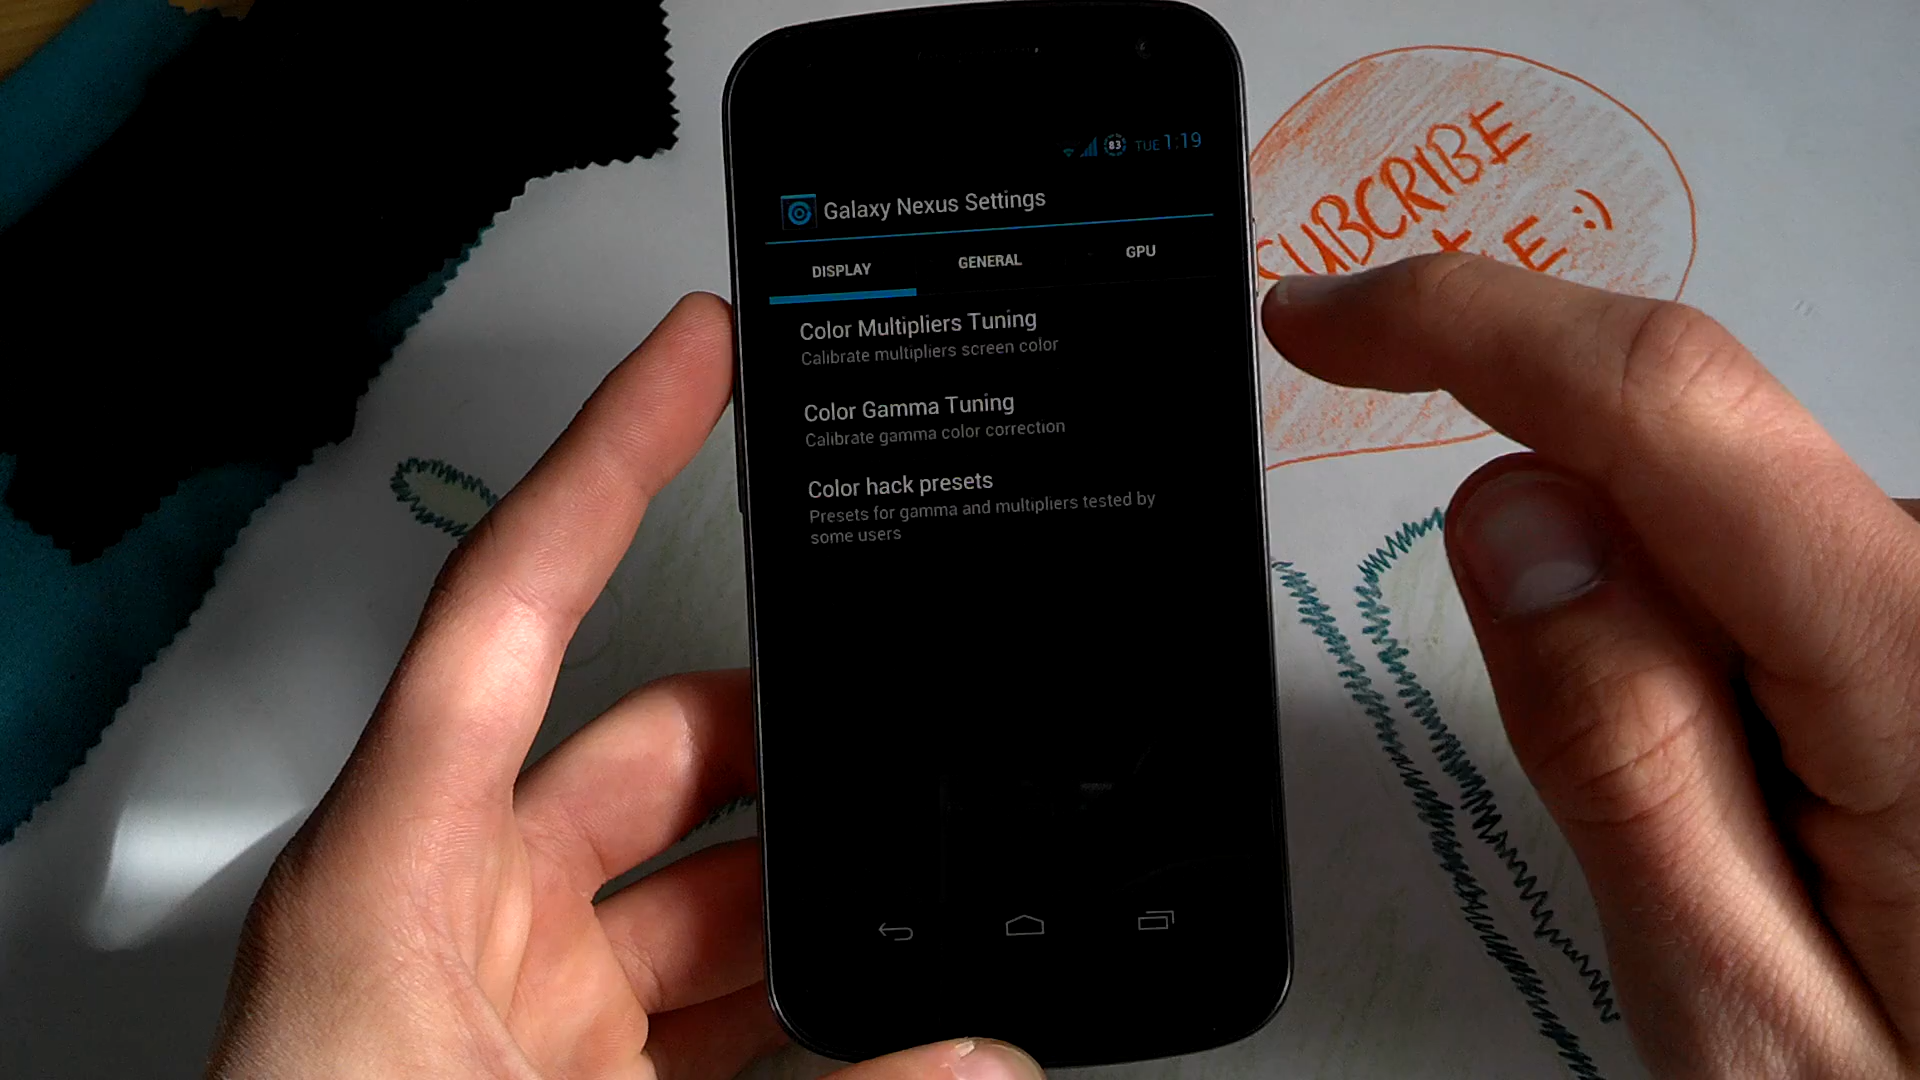 83 TUE 1:19
Galaxy Nexus Settings
DISPLAY GENERAL GPU
Color Multipliers Tuning
Calibrate multipliers screen color
Color Gamma Tuning
Calibrate gamma color correction
Color hack presets
Presets for gamma and multipliers tested by
some users
SUBCRIBE
:)